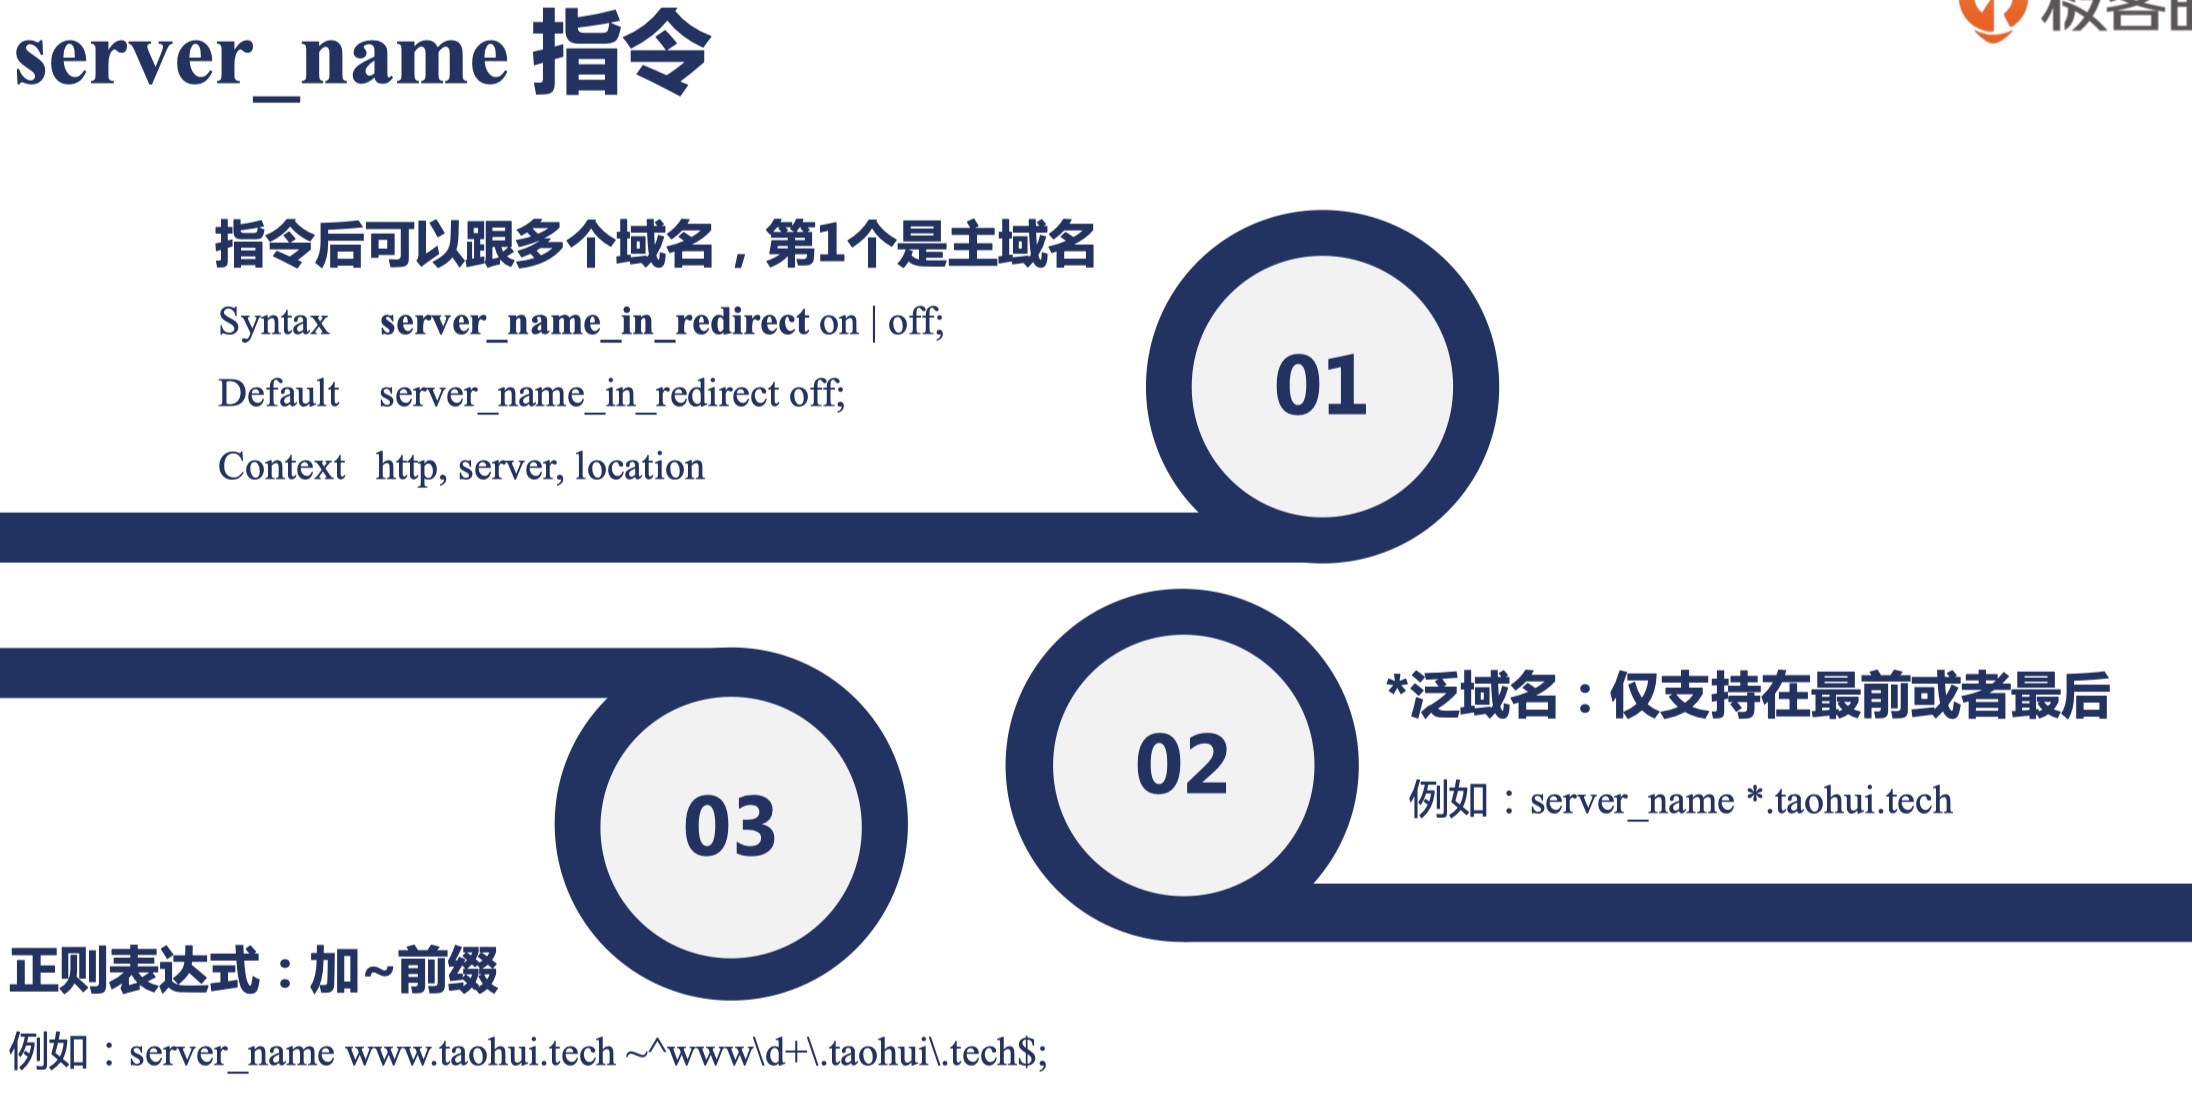 server_name 指令
指令后可以跟多个域名，第1个是主域名
Syntax server_name_in_redirect on | off;
Default server_name_in_redirect off;
Context http, server, location
01
02
*泛域名：仅支持在最前或者最后
例如：server_name *.taohui.tech
03
正则表达式：加~前缀
例如：server_name www.taohui.tech ~^www\d+\.taohui\.tech$;